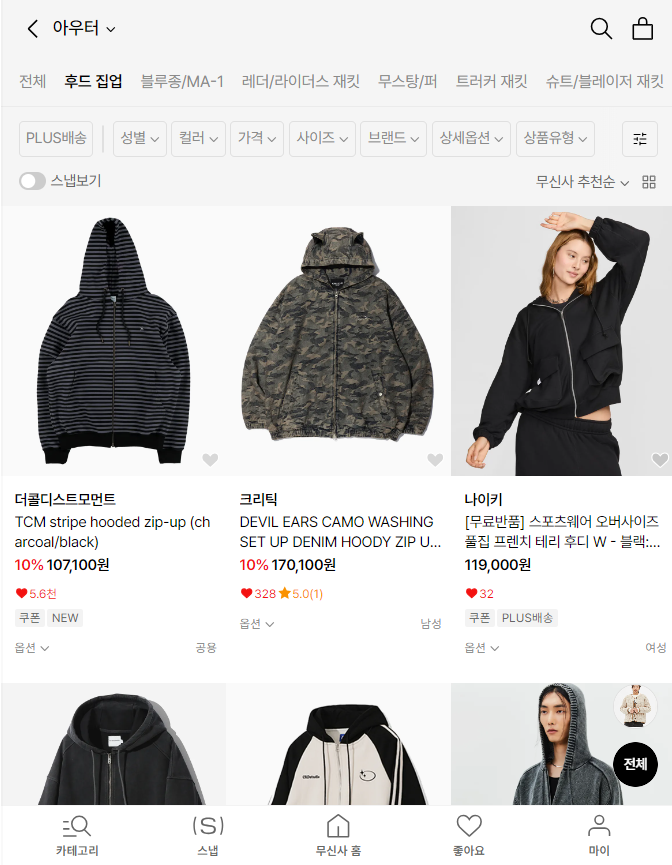 아우터
전체 후드 집업 블루종/MA-1 레더/라이더스 재킷 무스탕/퍼 트러커 재킷 슈트/블레이저 재킷
PLUS배송 성별 컬러 가격 사이즈 브랜드 상세옵션 상품유형
스냅보기 무신사 추천순
더콜디스트모먼트
TCM stripe hooded zip-up (ch
arcoal/black)
10% 107,100원
5.6천
쿠폰 NEW
옵션 공용
크리틱
DEVIL EARS CAMO WASHING
SET UP DENIM HOODY ZIP U...
10% 170,100원
328 5.0(1)
옵션 남성
나이키
[무료반품] 스포츠웨어 오버사이즈
풀집 프렌치 테리 후디 W - 블랙:...
119,000원
32
쿠폰 PLUS배송
옵션 여성
전체
카테고리 스냅 무신사 홈 좋아요 마이